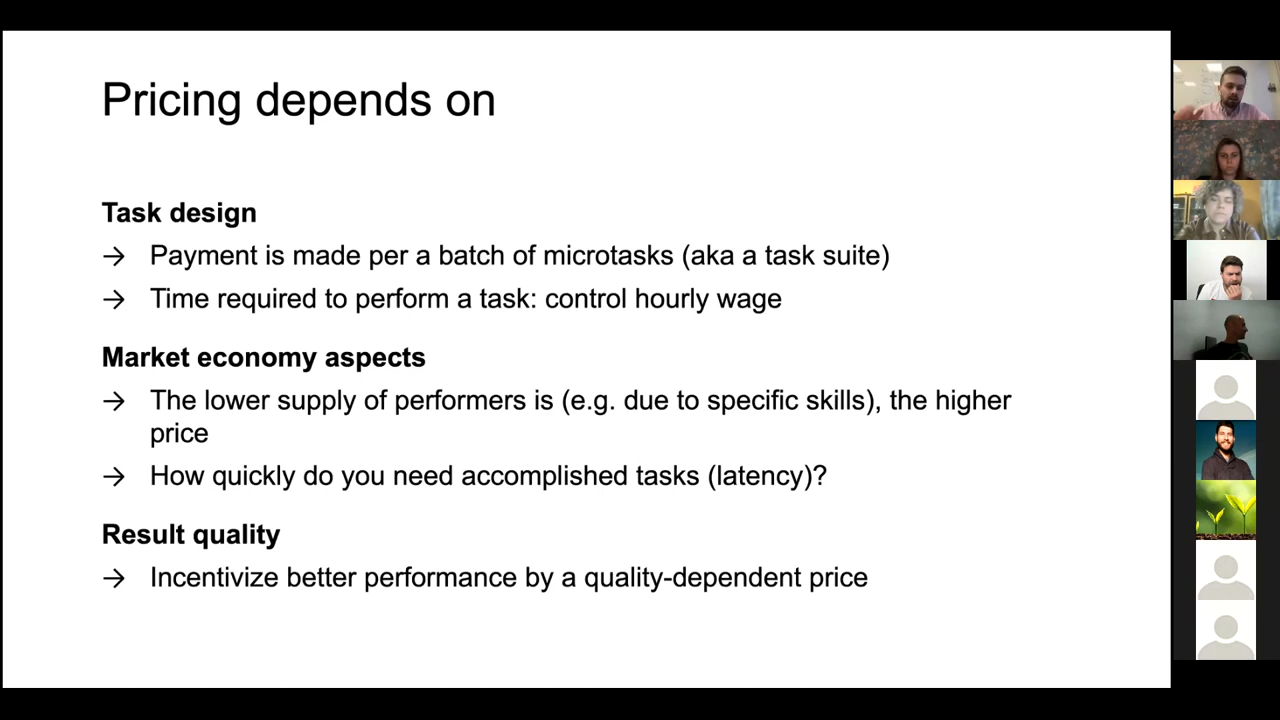 Pricing depends on
Task design
→ Payment is made per a batch of microtasks (aka a task suite)
→ Time required to perform a task: control hourly wage
Market economy aspects
→ The lower supply of performers is (e.g. due to specific skills), the higher
price
→ How quickly do you need accomplished tasks (latency)?
Result quality
→ Incentivize better performance by a quality-dependent price